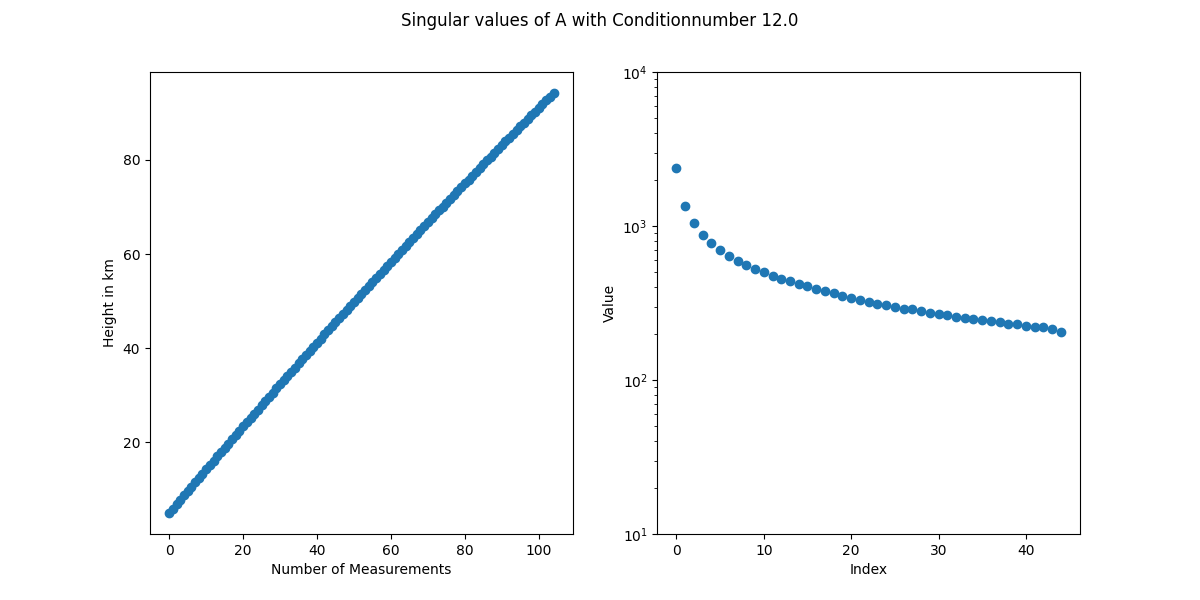 Singular values of A with Conditionnumber 12.0
Height in km
80
60
40
20
0 20 40 60 80 100
Number of Measurements
Value
10⁴
10³
10²
10¹
0 10 20 30 40
Index